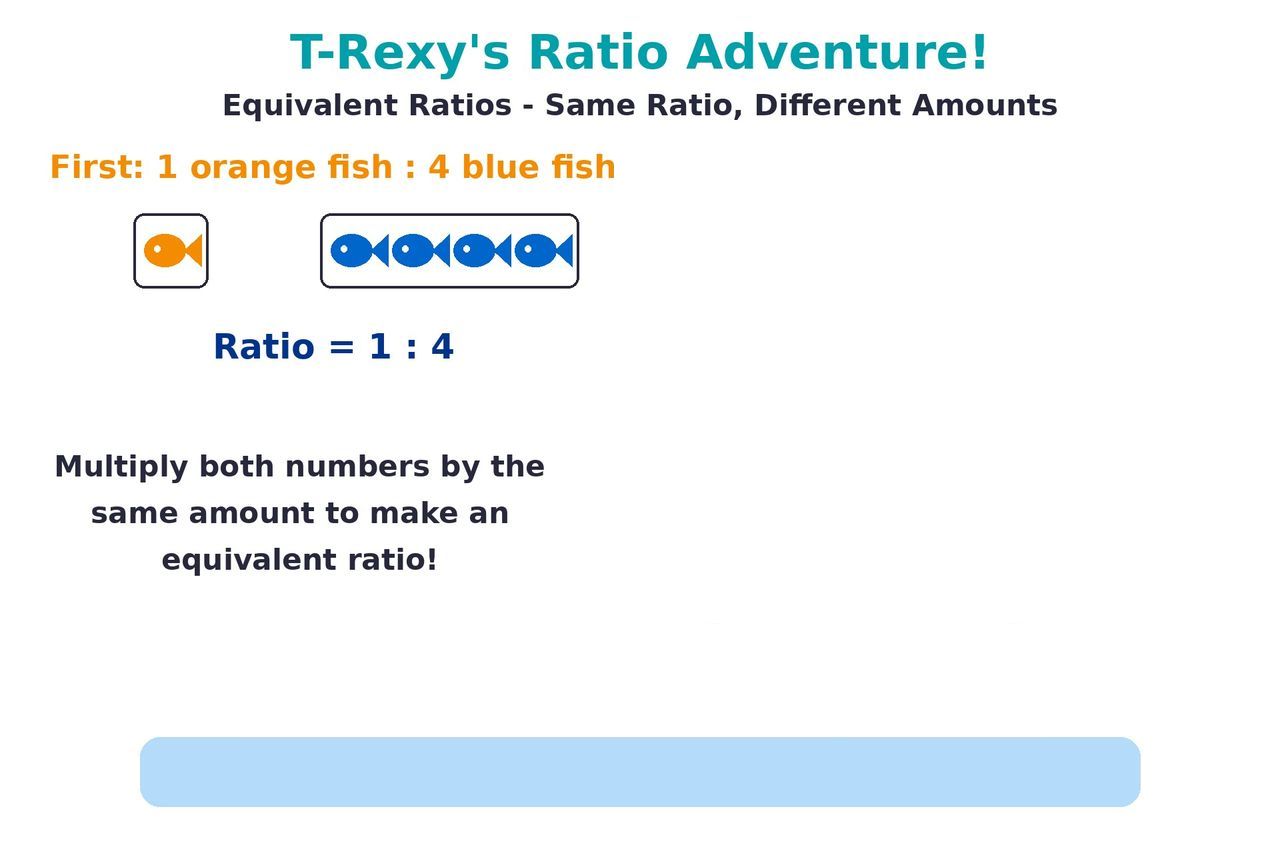 T-Rexy's Ratio Adventure!
Equivalent Ratios - Same Ratio, Different Amounts
First: 1 orange fish : 4 blue fish
Ratio = 1 : 4
Multiply both numbers by the
same amount to make an
equivalent ratio!